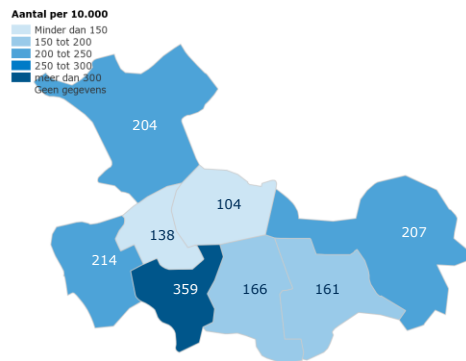 Aantal per 10.000
Minder dan 150
150 tot 200
200 tot 250
250 tot 300
meer dan 300
Geen gegevens
204
104
138
207
214
359
166
161